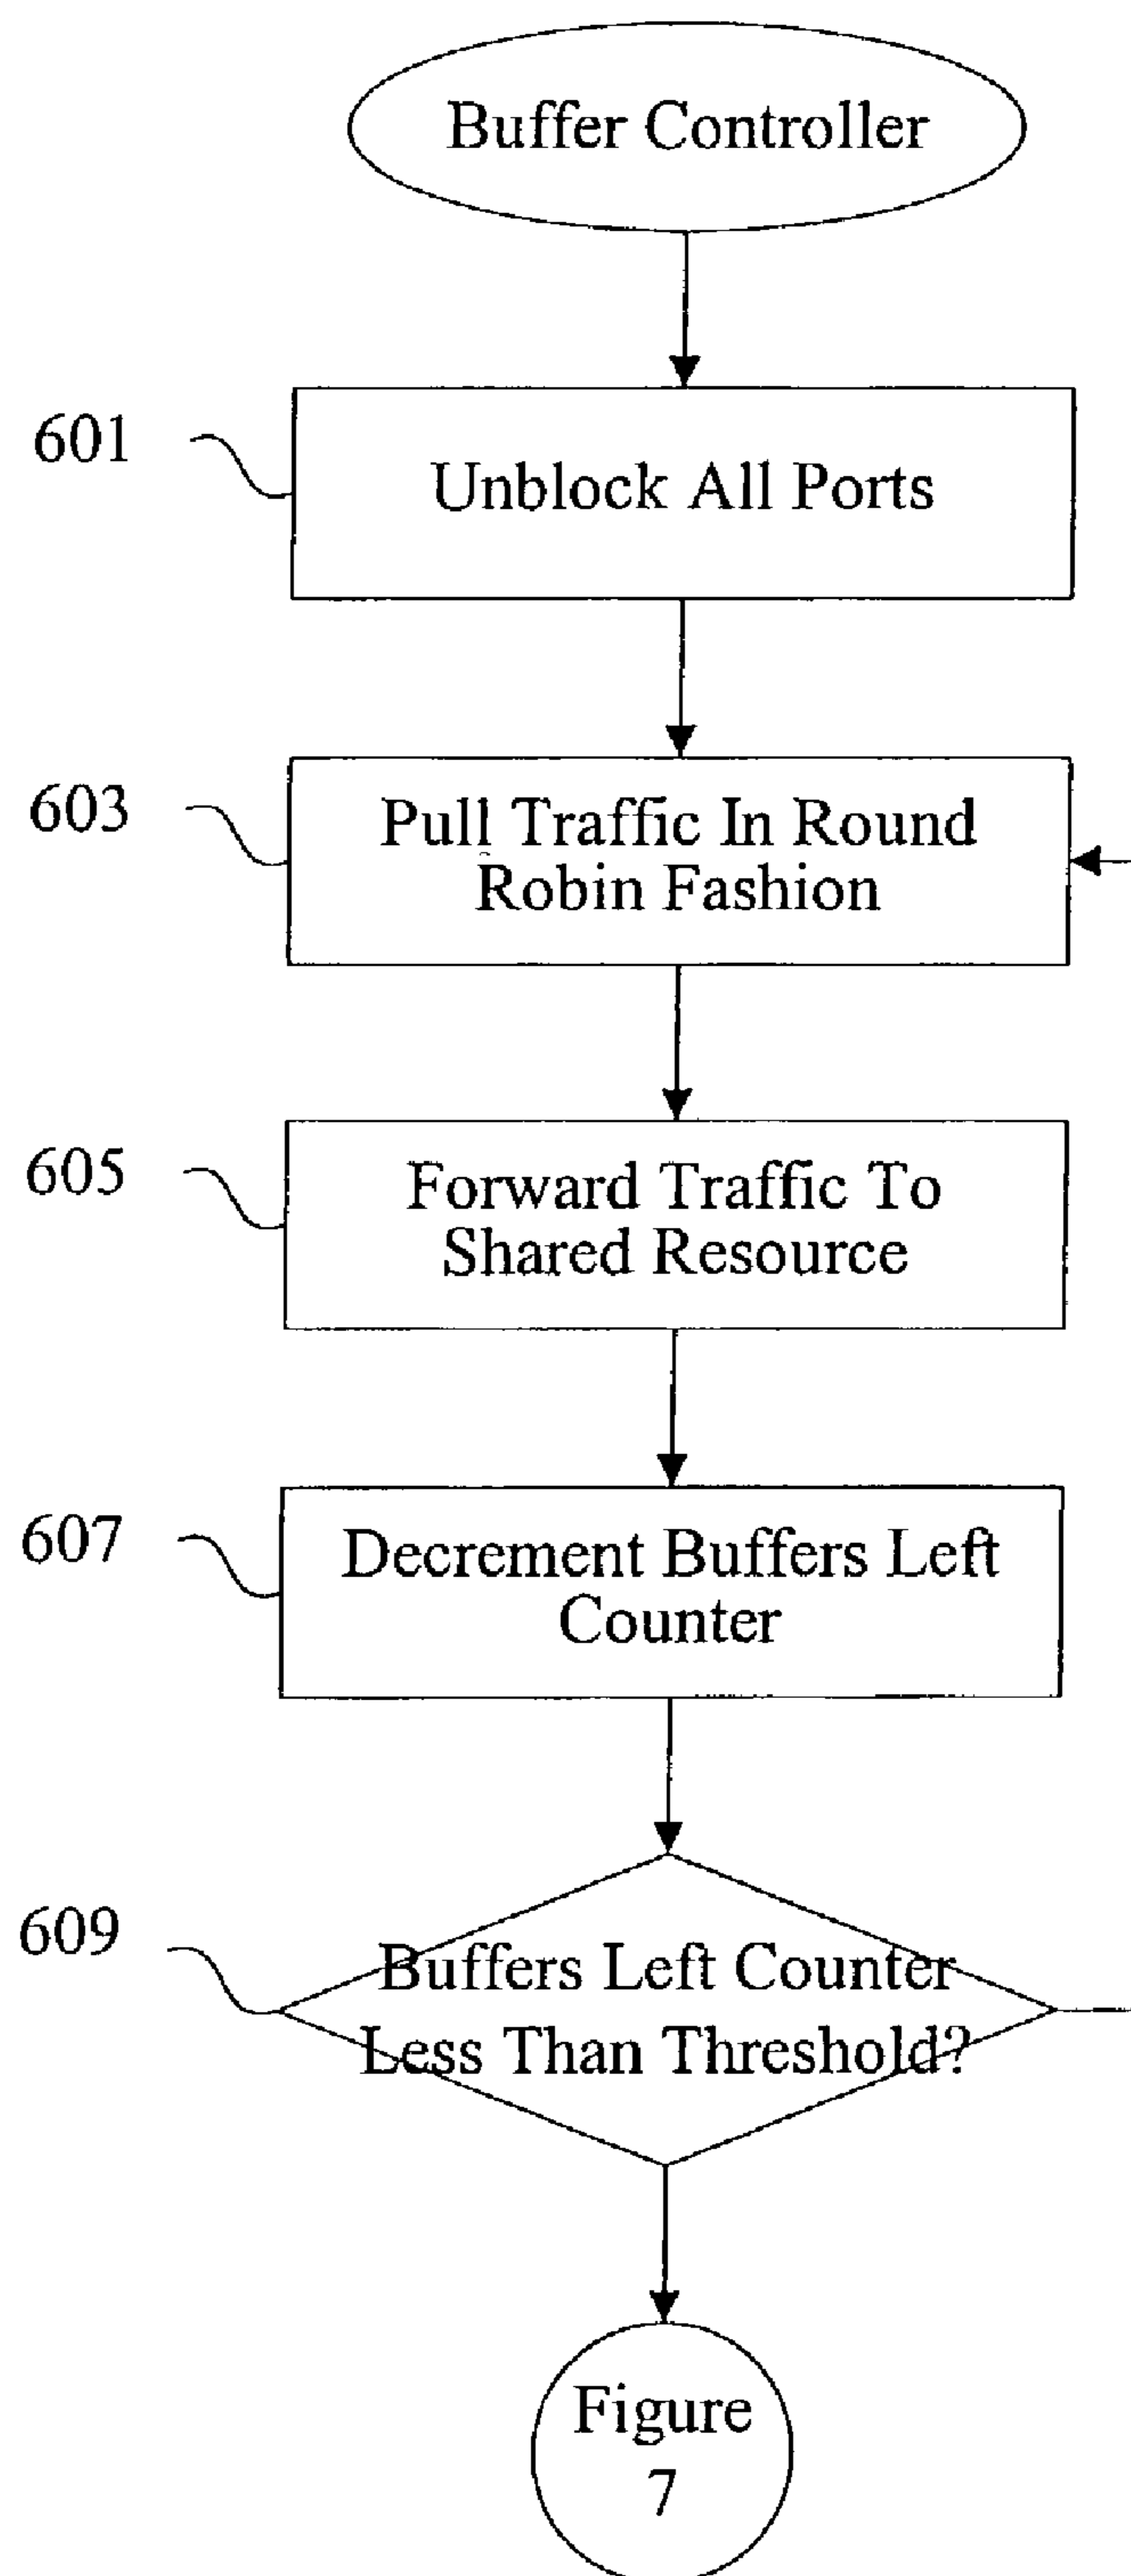 Buffer Controller
601
Unblock All Ports
603
Pull Traffic In Round
Robin Fashion
605
Forward Traffic To
Shared Resource
607
Decrement Buffers Left
Counter
609
Buffers Left Counter
Less Than Threshold?
Figure
7